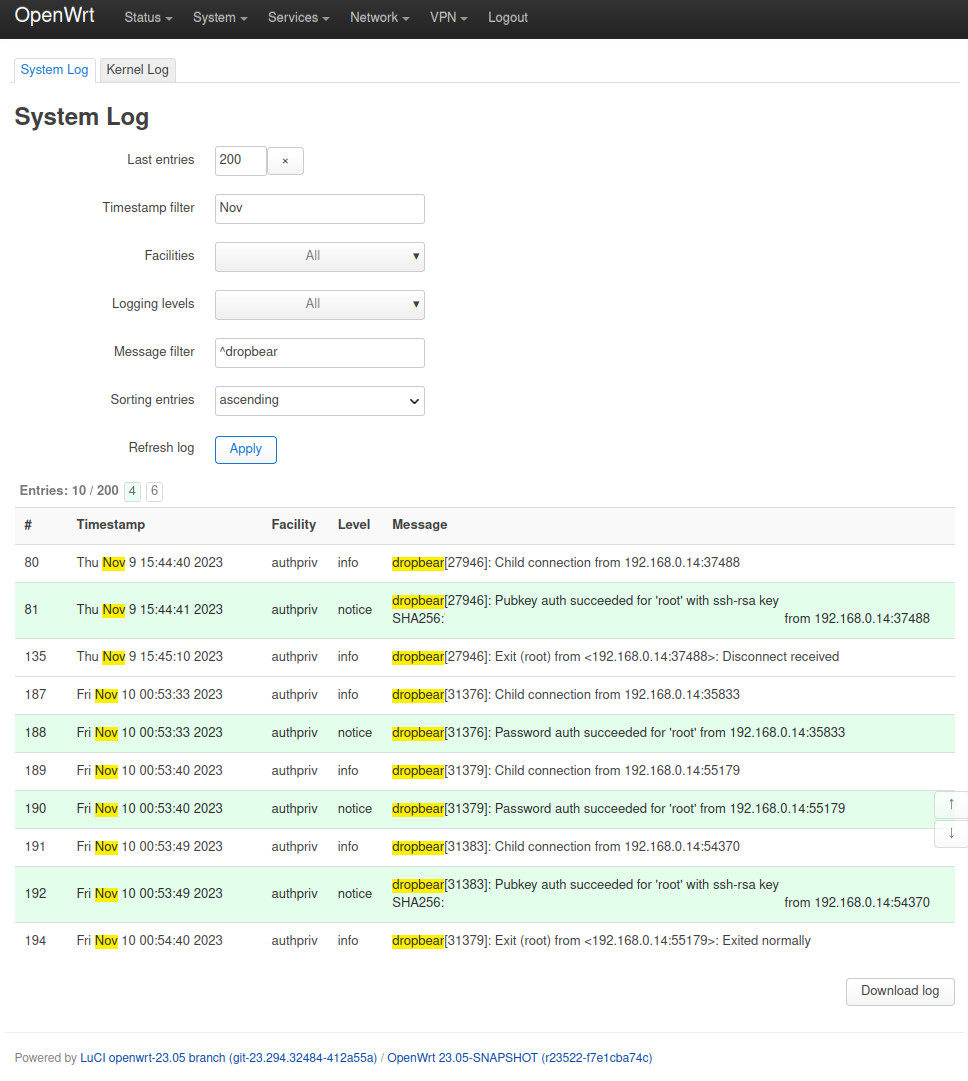 OpenWrt Status System Services Network VPN Logout
System Log Kernel Log
System Log
Last entries 200 ×
Timestamp filter Nov
Facilities All ▾
Logging levels All ▾
Message filter ^dropbear
Sorting entries ascending
Refresh log Apply
Entries: 10 / 200 4 6
# Timestamp Facility Level Message
80 Thu Nov 9 15:44:40 2023 authpriv info dropbear[27946]: Child connection from 192.168.0.14:37488
81 Thu Nov 9 15:44:41 2023 authpriv notice dropbear[27946]: Pubkey auth succeeded for 'root' with ssh-rsa key
SHA256: from 192.168.0.14:37488
135 Thu Nov 9 15:45:10 2023 authpriv info dropbear[27946]: Exit (root) from <192.168.0.14:37488>: Disconnect received
187 Fri Nov 10 00:53:33 2023 authpriv info dropbear[31376]: Child connection from 192.168.0.14:35833
188 Fri Nov 10 00:53:33 2023 authpriv notice dropbear[31376]: Password auth succeeded for 'root' from 192.168.0.14:35833
189 Fri Nov 10 00:53:40 2023 authpriv info dropbear[31379]: Child connection from 192.168.0.14:55179
190 Fri Nov 10 00:53:40 2023 authpriv notice dropbear[31379]: Password auth succeeded for 'root' from 192.168.0.14:55179
↑
↓
191 Fri Nov 10 00:53:49 2023 authpriv info dropbear[31383]: Child connection from 192.168.0.14:54370
192 Fri Nov 10 00:53:49 2023 authpriv notice dropbear[31383]: Pubkey auth succeeded for 'root' with ssh-rsa key
SHA256: from 192.168.0.14:54370
194 Fri Nov 10 00:54:40 2023 authpriv info dropbear[31379]: Exit (root) from <192.168.0.14:55179>: Exited normally
Download log
Powered by LuCI openwrt-23.05 branch (git-23.294.32484-412a55a) / OpenWrt 23.05-SNAPSHOT (r23522-f7e1cba74c)